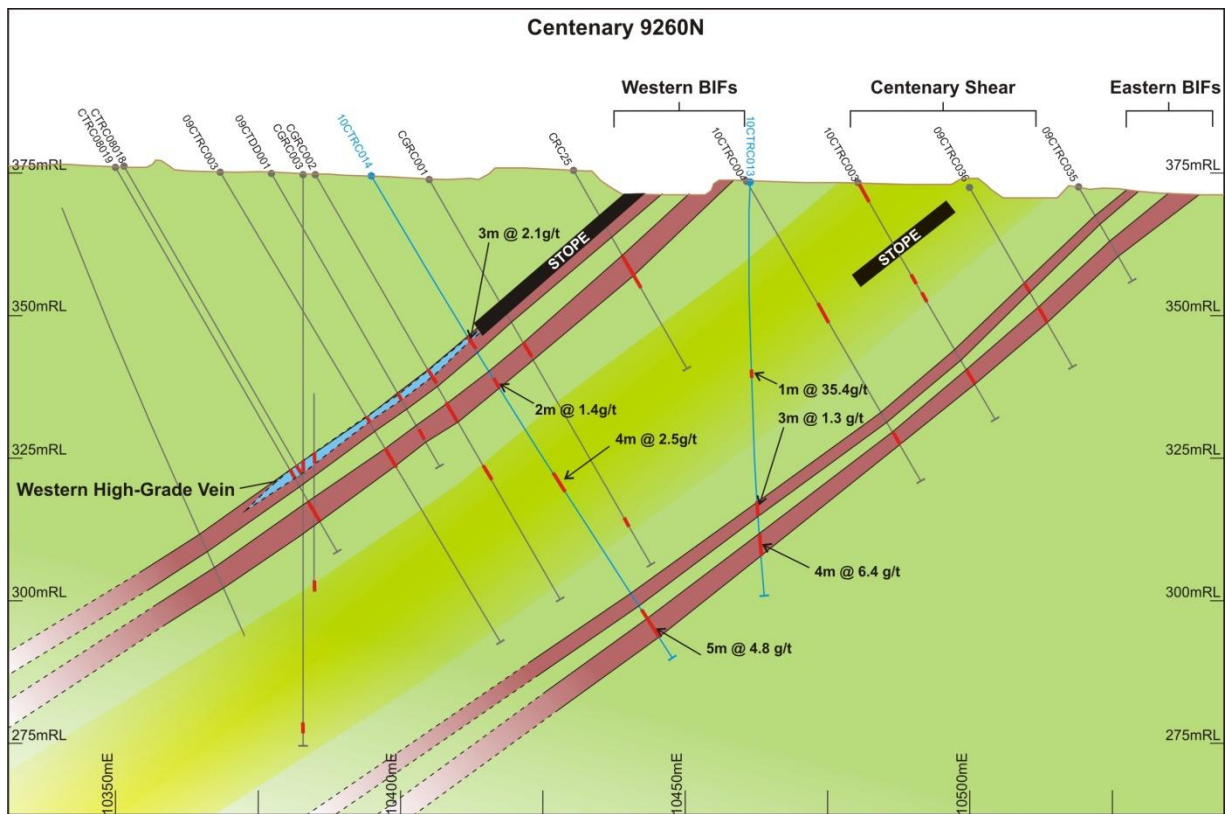 Centenary 9260N
Western BIFs
Centenary Shear
Eastern BIFs
CTRC08019
CTRC08018
09CTRC003
09CTDD001
CGRC003
CGRC002
10CTRC014
CGRC001
CRC25
10CTRC004
10CTRC013
10CTRC003
09CTRC036
09CTRC035
375mRL
375mRL
3m @ 2.1g/t
STOPE
STOPE
350mRL
350mRL
1m @ 35.4g/t
2m @ 1.4g/t
3m @ 1.3 g/t
4m @ 2.5g/t
325mRL
325mRL
Western High-Grade Vein
4m @ 6.4 g/t
300mRL
300mRL
5m @ 4.8 g/t
275mRL
275mRL
10350mE
10400mE
10450mE
10500mE